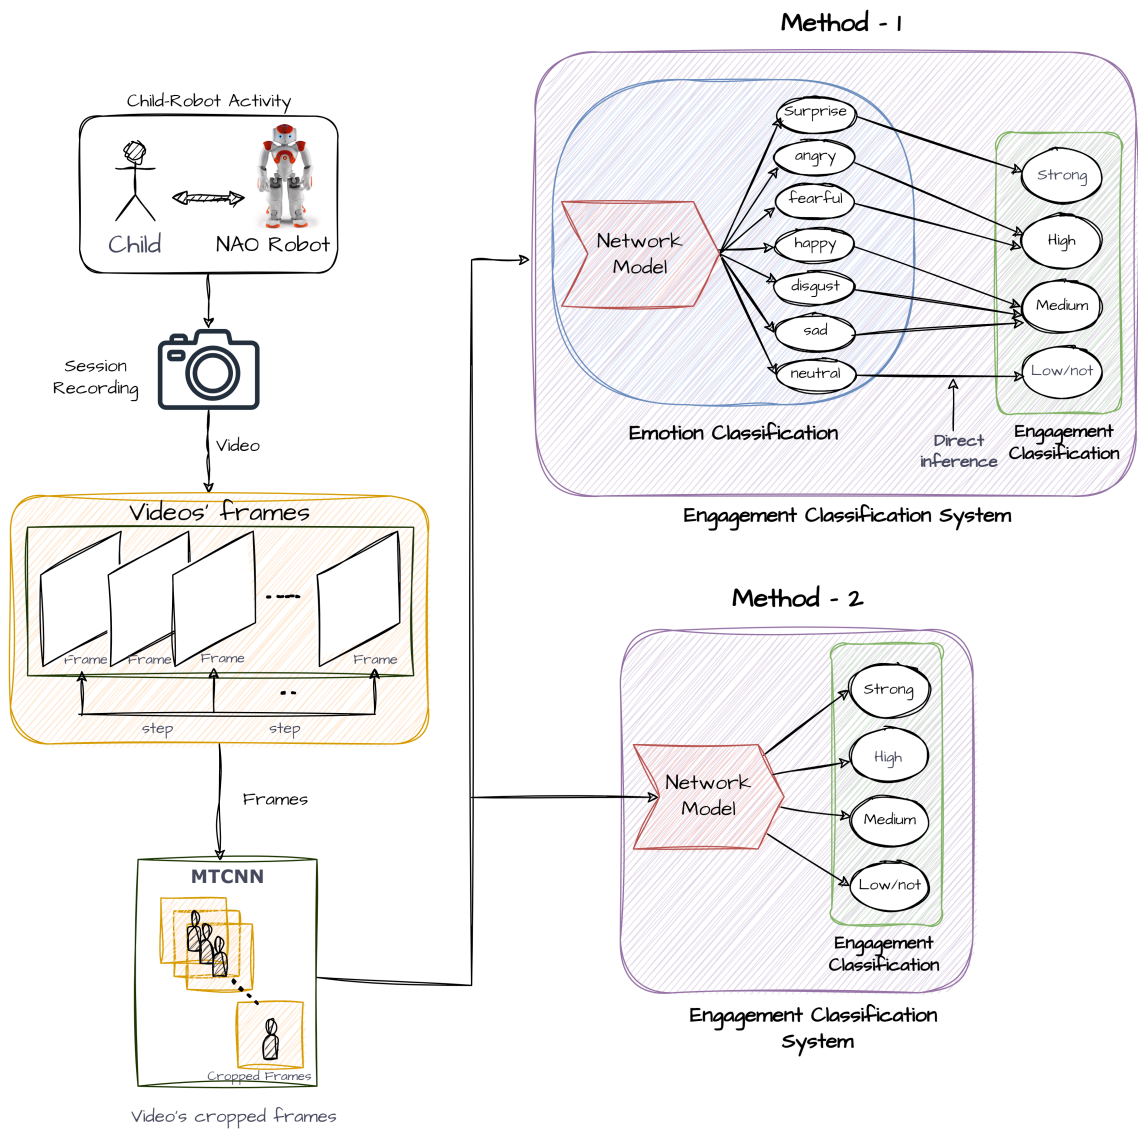 Child-Robot Activity
Child
NAO Robot
Session
Recording
Video
Videos' frames
Frame
Frame
Frame
Frame
step
step
Frames
MTCNN
Cropped Frames
Video's cropped frames
Method - 1
Network
Model
Surprise
angry
fearful
happy
disgust
sad
neutral
Emotion Classification
Strong
High
Medium
Low/not
Direct
inference
Engagement
Classification
Engagement Classification System
Method - 2
Network
Model
Strong
High
Medium
Low/not
Engagement
Classification
Engagement Classification
System